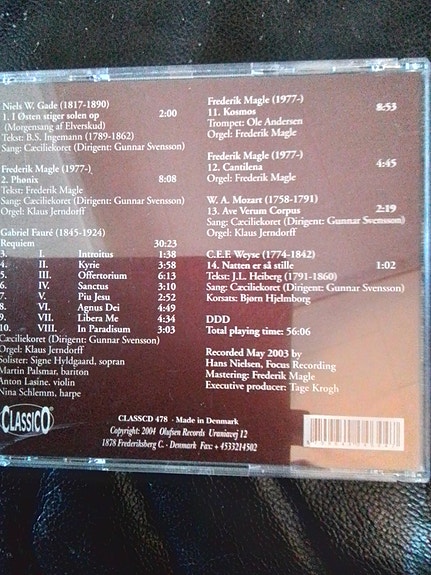 Niels W. Gade (1817-1890)
1. I Østen stiger solen op 2:00
(Morgensang af Elverskud)
Tekst: B.S. Ingemann (1789-1862)
Sang: Cæciliekoret (Dirigent: Gunnar Svensson)
Frederik Magle (1977-)
2. Phønix 8:08
Tekst: Frederik Magle
Sang: Cæciliekoret (Dirigent: Gunnar Svensson)
Orgel: Klaus Jerndorff
Gabriel Fauré (1845-1924)
Requiem 30:23
3. I. Introitus 1:38
4. II. Kyrie 3:58
5. III. Offertorium 6:13
6. IV. Sanctus 3:10
7. V. Piu Jesu 2:52
8. VI. Agnus Dei 4:49
9. VII. Libera Me 4:34
10. VIII. In Paradisum 3:03
Cæciliekoret (Dirigent: Gunnar Svensson)
Orgel: Klaus Jerndorff
Solister: Signe Hyldgaard, sopran
Martin Palsmar, bariton
Anton Lasine, violin
Nina Schlemm, harpe
Frederik Magle (1977-)
11. Kosmos 8:53
Trompet: Ole Andersen
Orgel: Frederik Magle
Frederik Magle (1977-)
12. Cantilena 4:45
Orgel: Frederik Magle
W. A. Mozart (1758-1791)
13. Ave Verum Corpus 2:19
Sang: Cæciliekoret (Dirigent: Gunnar Svensson)
Orgel: Klaus Jerndorff
C.E.F. Weyse (1774-1842)
14. Natten er så stille 1:02
Tekst: J.L. Heiberg (1791-1860)
Sang: Cæciliekoret (Dirigent: Gunnar Svensson)
Korsats: Bjørn Hjelmborg
DDD
Total playing time: 56:06
Recorded May 2003 by
Hans Nielsen, Focus Recording
Mastering: Frederik Magle
Executive producer: Tage Krogh
CLASSICO
CLASSCD 478 · Made in Denmark
Copyright: 2004 Olufsen Records Uraniavej 12
1878 Frederiksberg C. - Denmark Fax: +4533214502